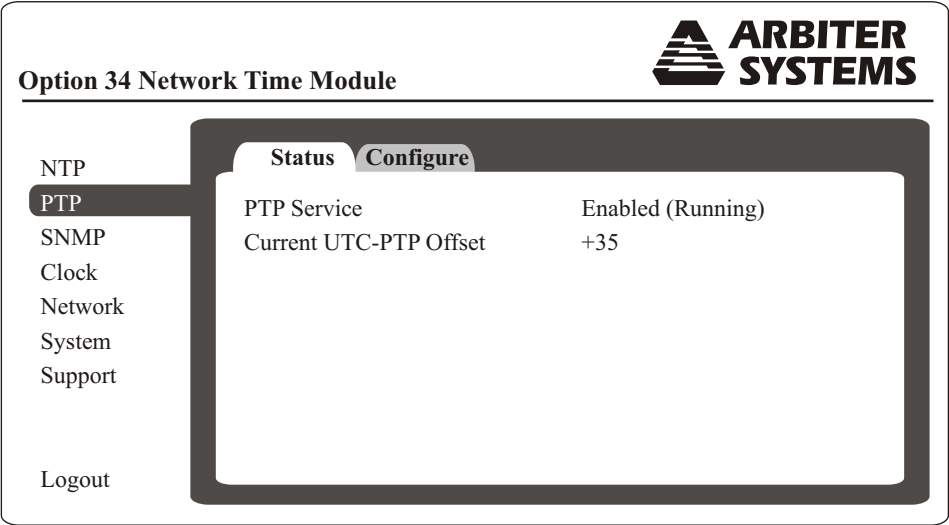 ARBITER
SYSTEMS
Option 34 Network Time Module
NTP
PTP
SNMP
Clock
Network
System
Support
Logout
Status Configure
PTP Service Enabled (Running)
Current UTC-PTP Offset +35